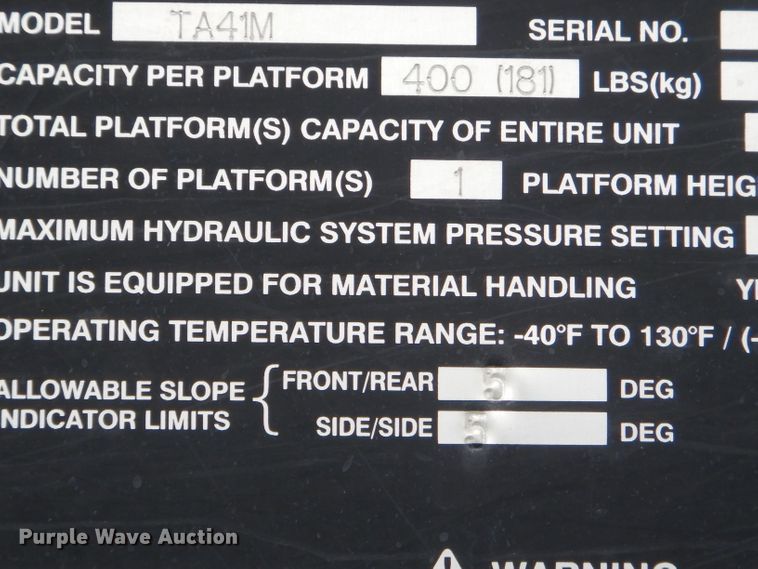 MODEL TA41M SERIAL NO.
CAPACITY PER PLATFORM 400 (181) LBS(kg)
TOTAL PLATFORM(S) CAPACITY OF ENTIRE UNIT
NUMBER OF PLATFORM(S) 1 PLATFORM HEIG
MAXIMUM HYDRAULIC SYSTEM PRESSURE SETTING
UNIT IS EQUIPPED FOR MATERIAL HANDLING YE
OPERATING TEMPERATURE RANGE: -40°F TO 130°F / (-
ALLOWABLE SLOPE INDICATOR LIMITS
FRONT/REAR 5 DEG
SIDE/SIDE 5 DEG
Purple Wave Auction
WARNING